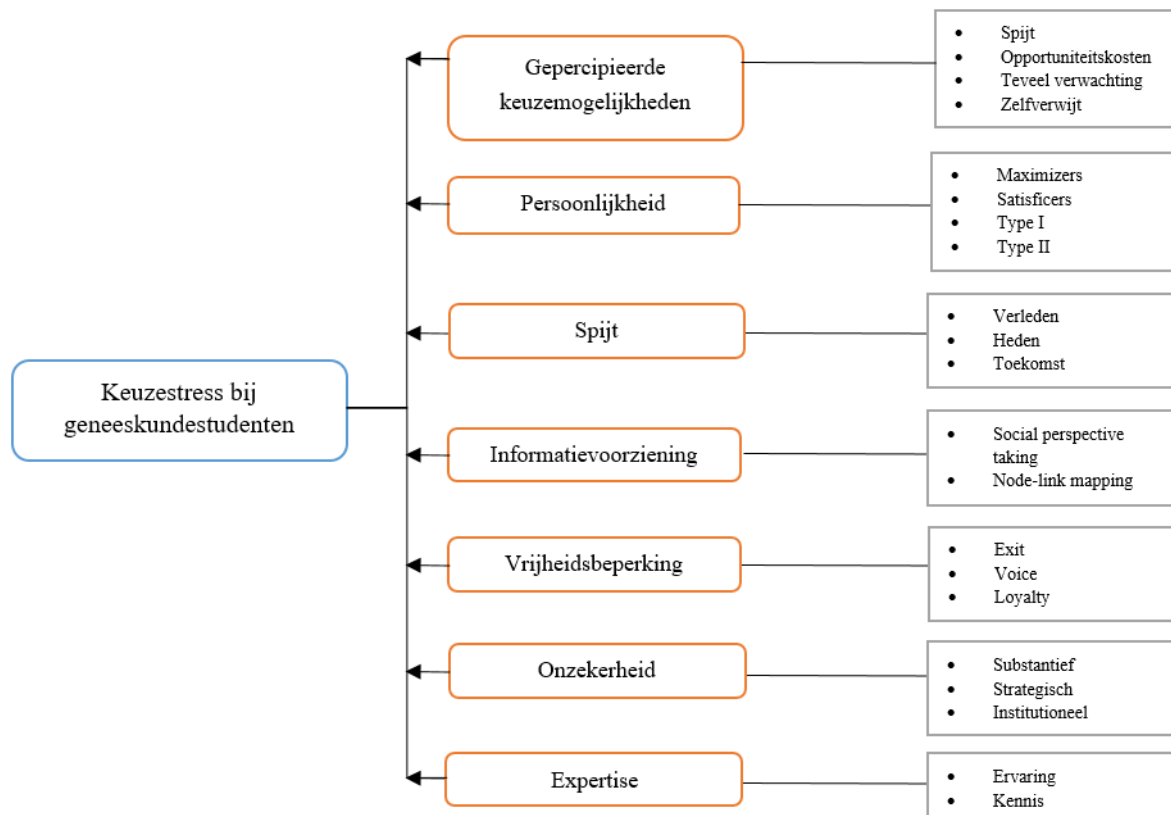 Keuzestress bij
geneeskundestudenten
Gepercipieerde
keuzemogelijkheden
• Spijt
• Opportuniteitskosten
• Teveel verwachting
• Zelfverwijt
Persoonlijkheid
• Maximizers
• Satisficers
• Type I
• Type II
Spijt
• Verleden
• Heden
• Toekomst
Informatievoorziening
• Social perspective
taking
• Node-link mapping
Vrijheidsbeperking
• Exit
• Voice
• Loyalty
Onzekerheid
• Substantief
• Strategisch
• Institutioneel
Expertise
• Ervaring
• Kennis